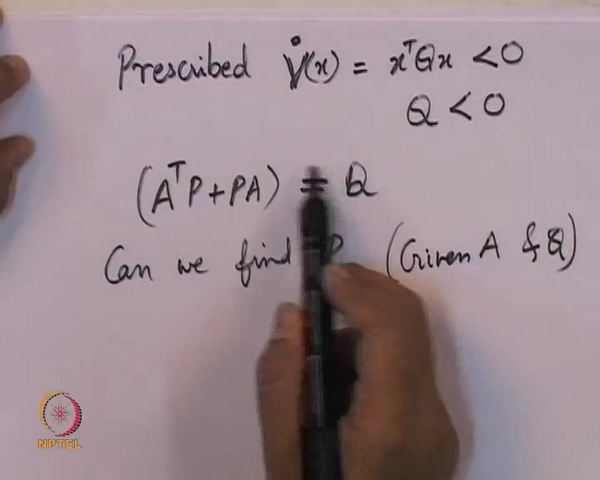 Prescribed V̇(x) = xᵀQx < 0
Q < 0
(AᵀP + PA) = Q
Can we find P (Given A & Q)
NPTEL